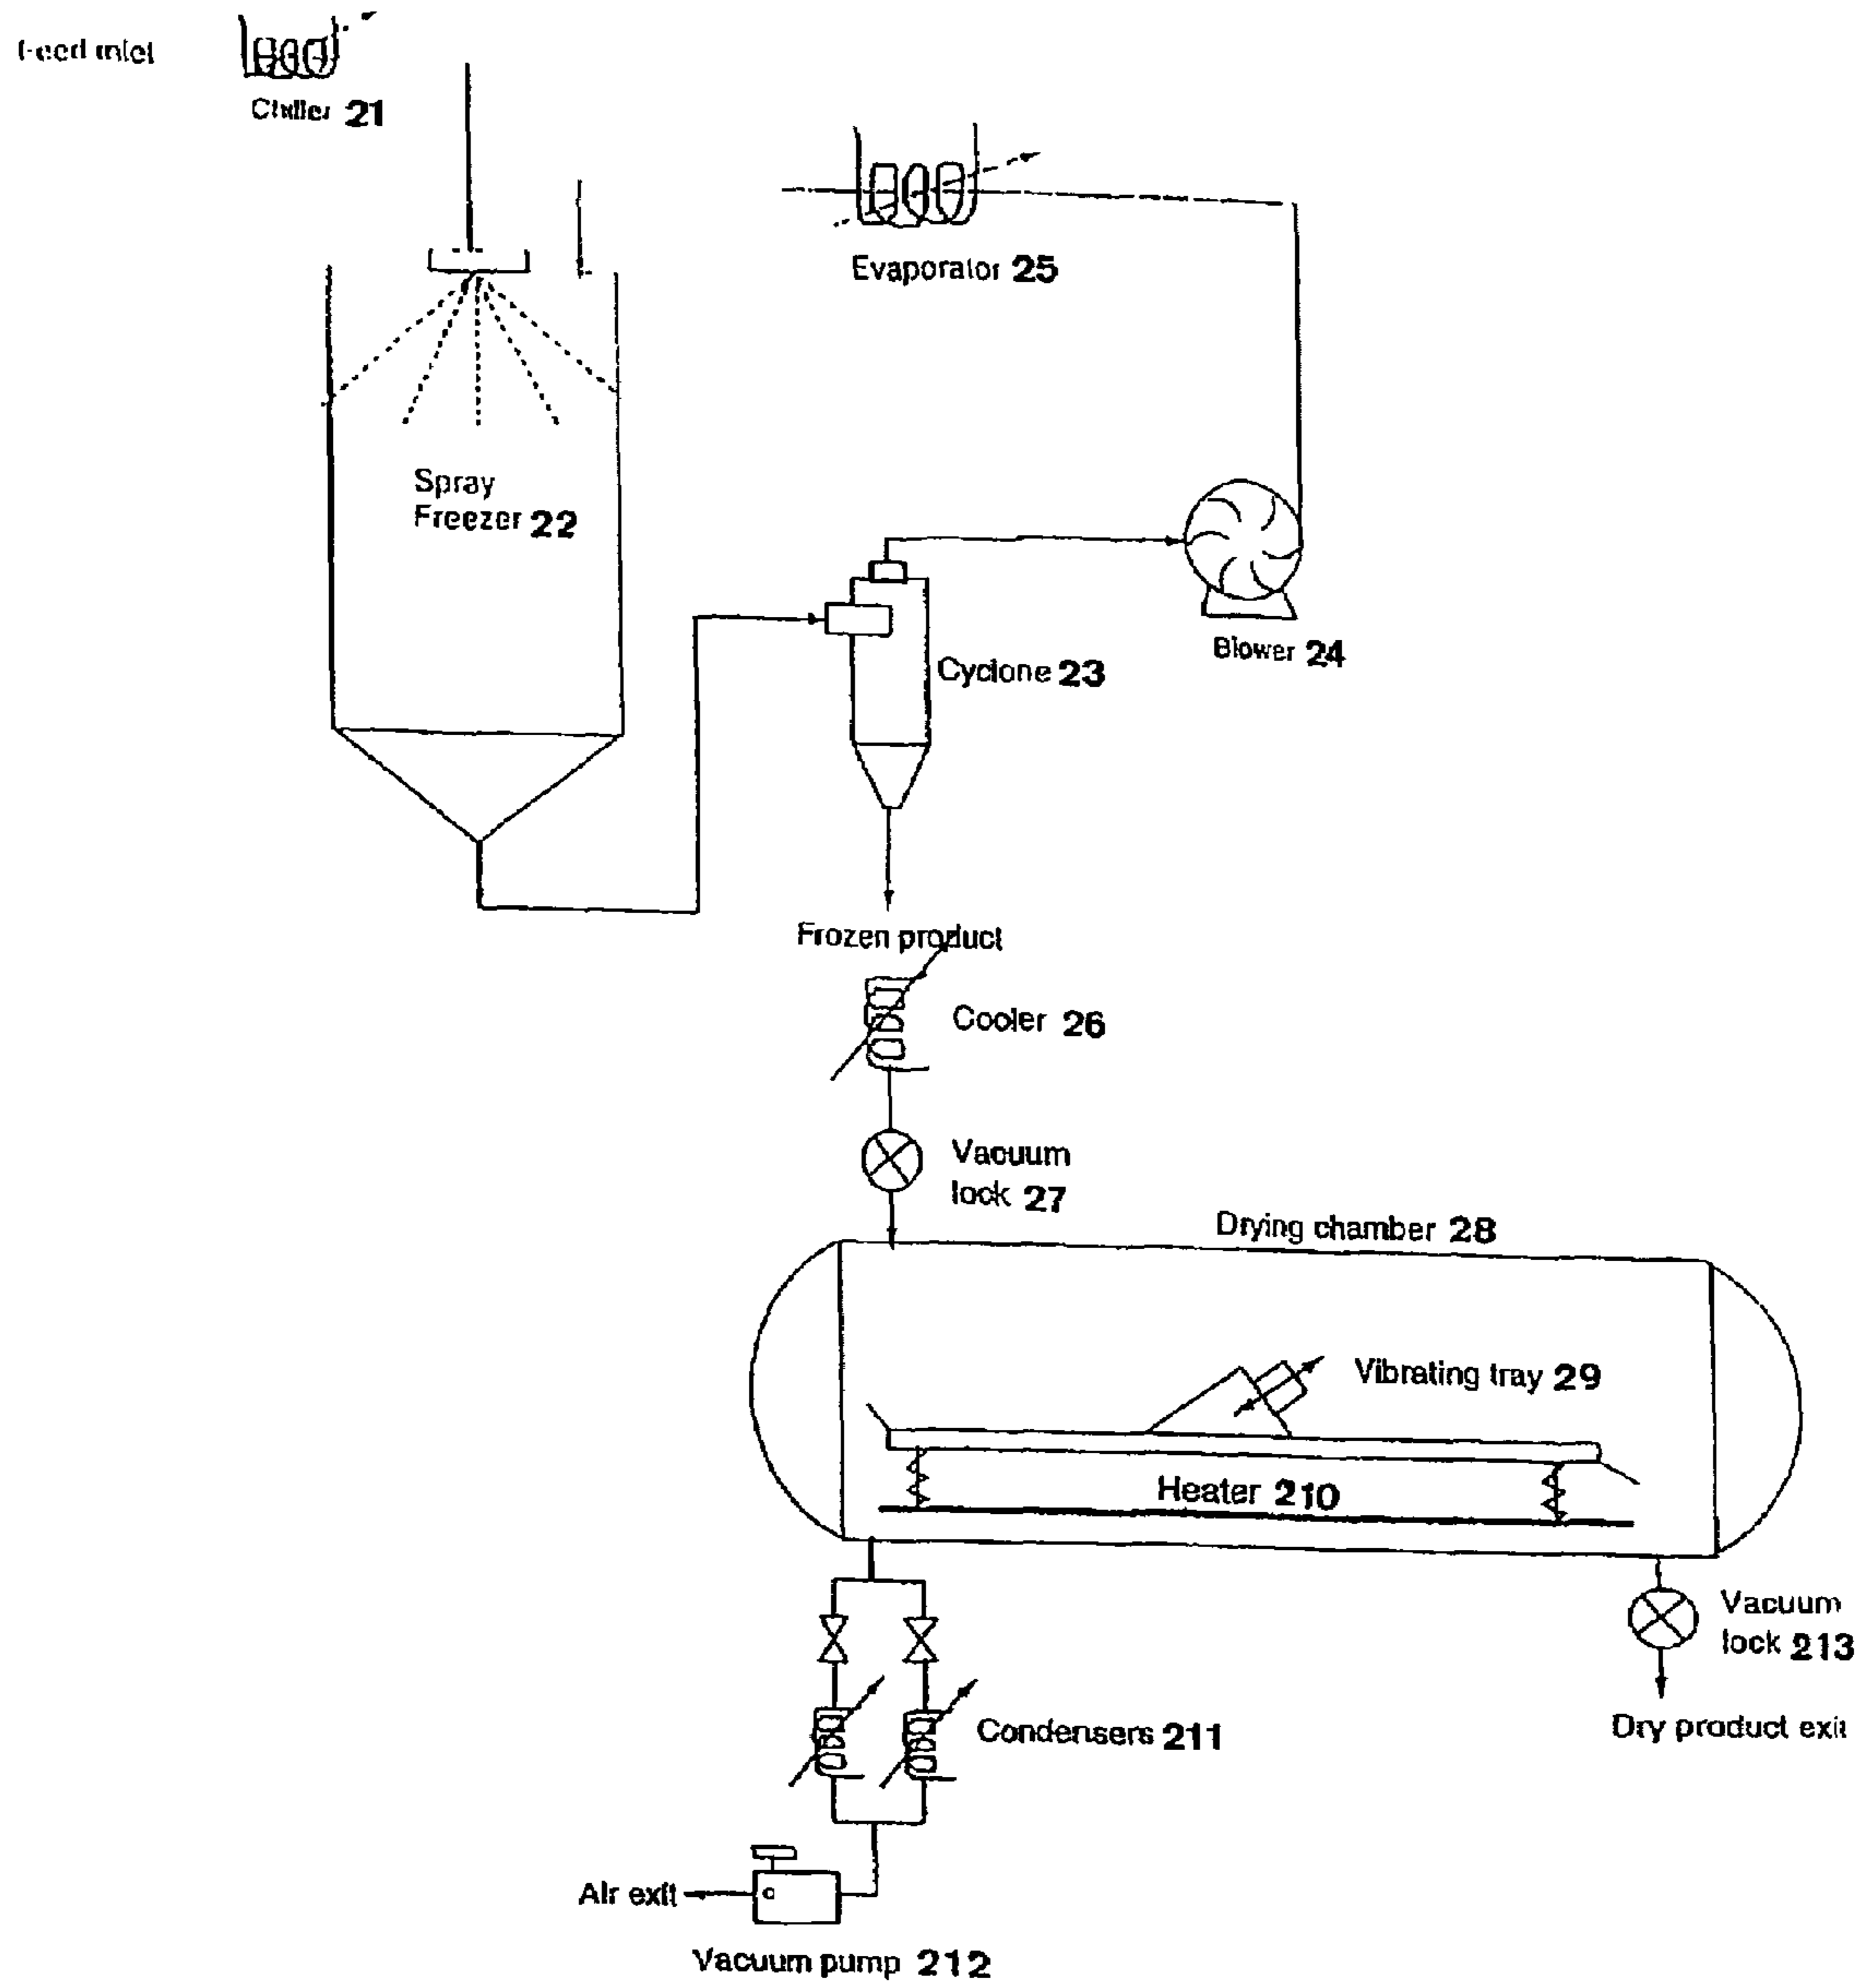 Feed inlet
Chiller 21
Evaporator 25
Spray
Freezer 22
Blower 24
Cyclone 23
Frozen product
Cooler 26
Vacuum
lock 27
Drying chamber 28
Vibrating tray 29
Heater 210
Vacuum
lock 213
Dry product exit
Condensers 211
Air exit
Vacuum pump 212